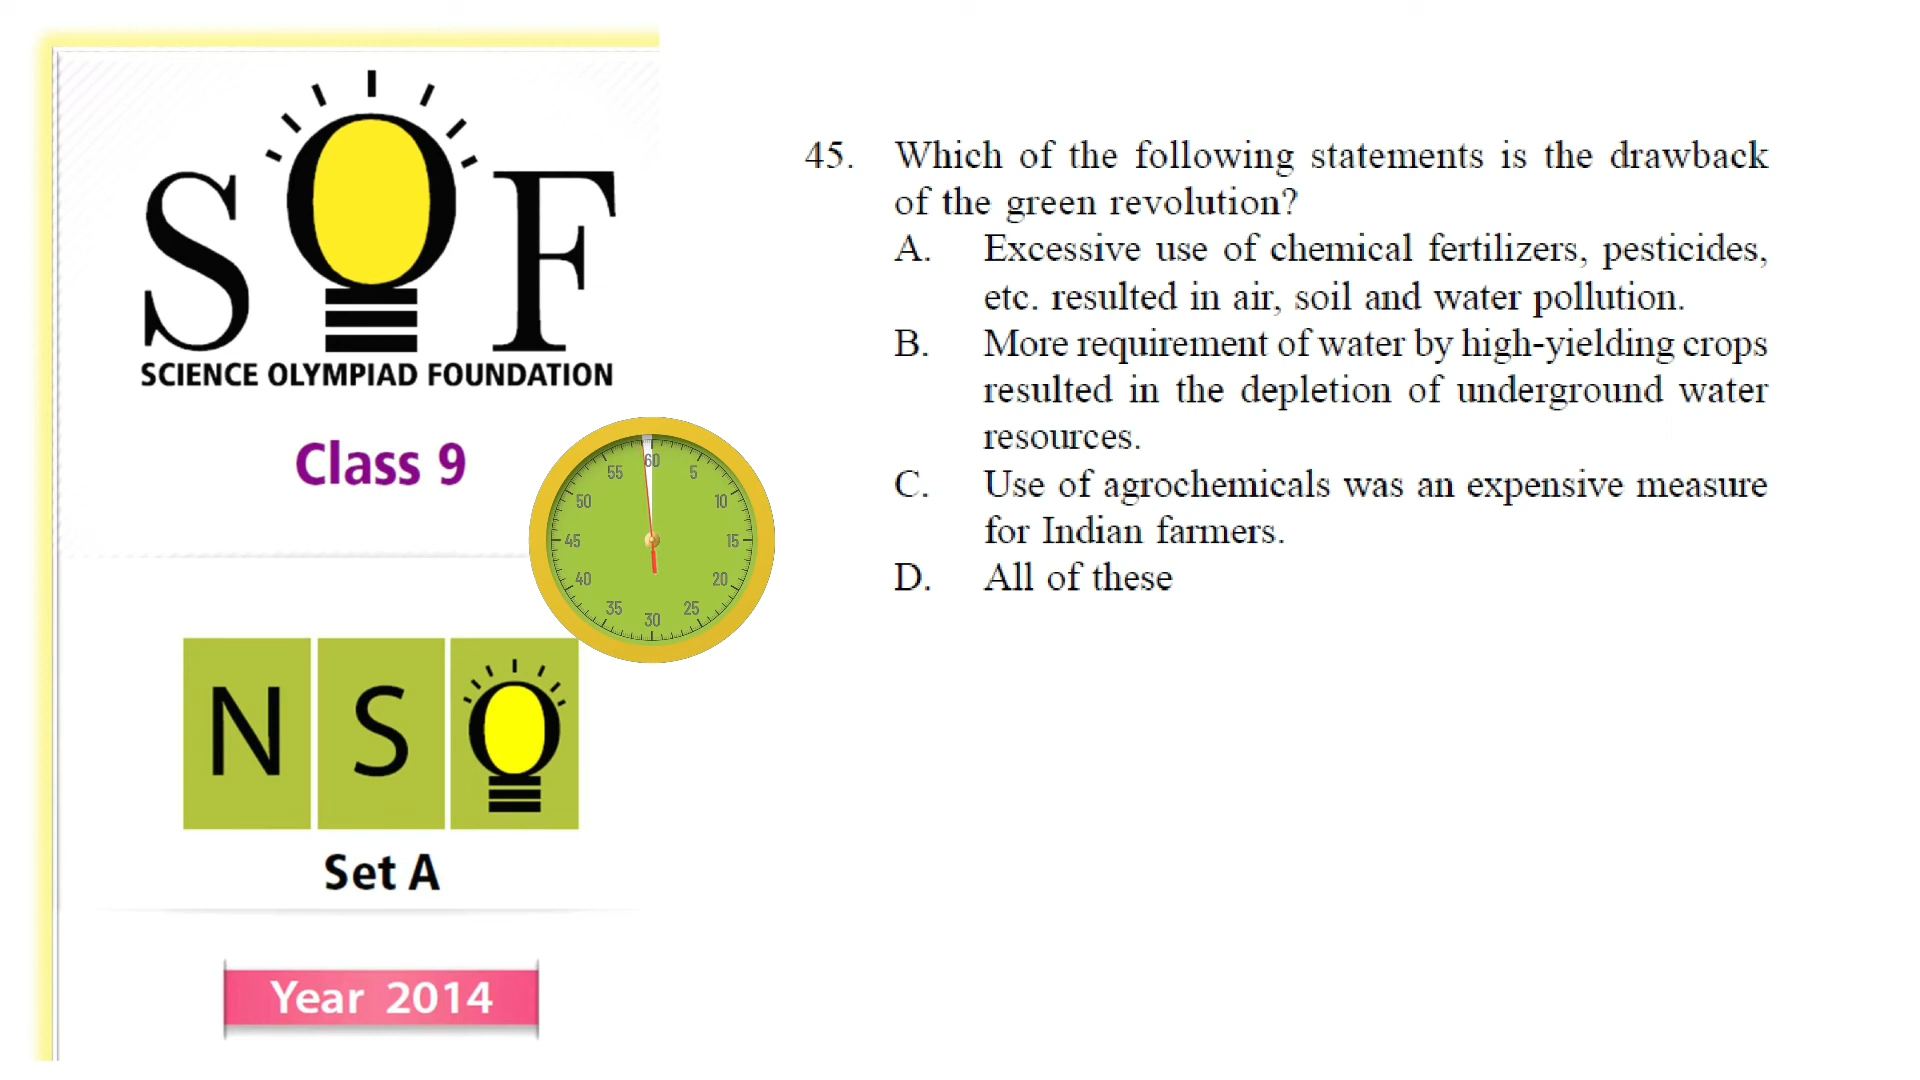 S F
SCIENCE OLYMPIAD FOUNDATION
Class 9
60
5
10
15
20
25
30
35
40
45
50
55
N S
Set A
Year 2014
45. Which of the following statements is the drawback
of the green revolution?
A. Excessive use of chemical fertilizers, pesticides,
etc. resulted in air, soil and water pollution.
B. More requirement of water by high-yielding crops
resulted in the depletion of underground water
resources.
C. Use of agrochemicals was an expensive measure
for Indian farmers.
D. All of these